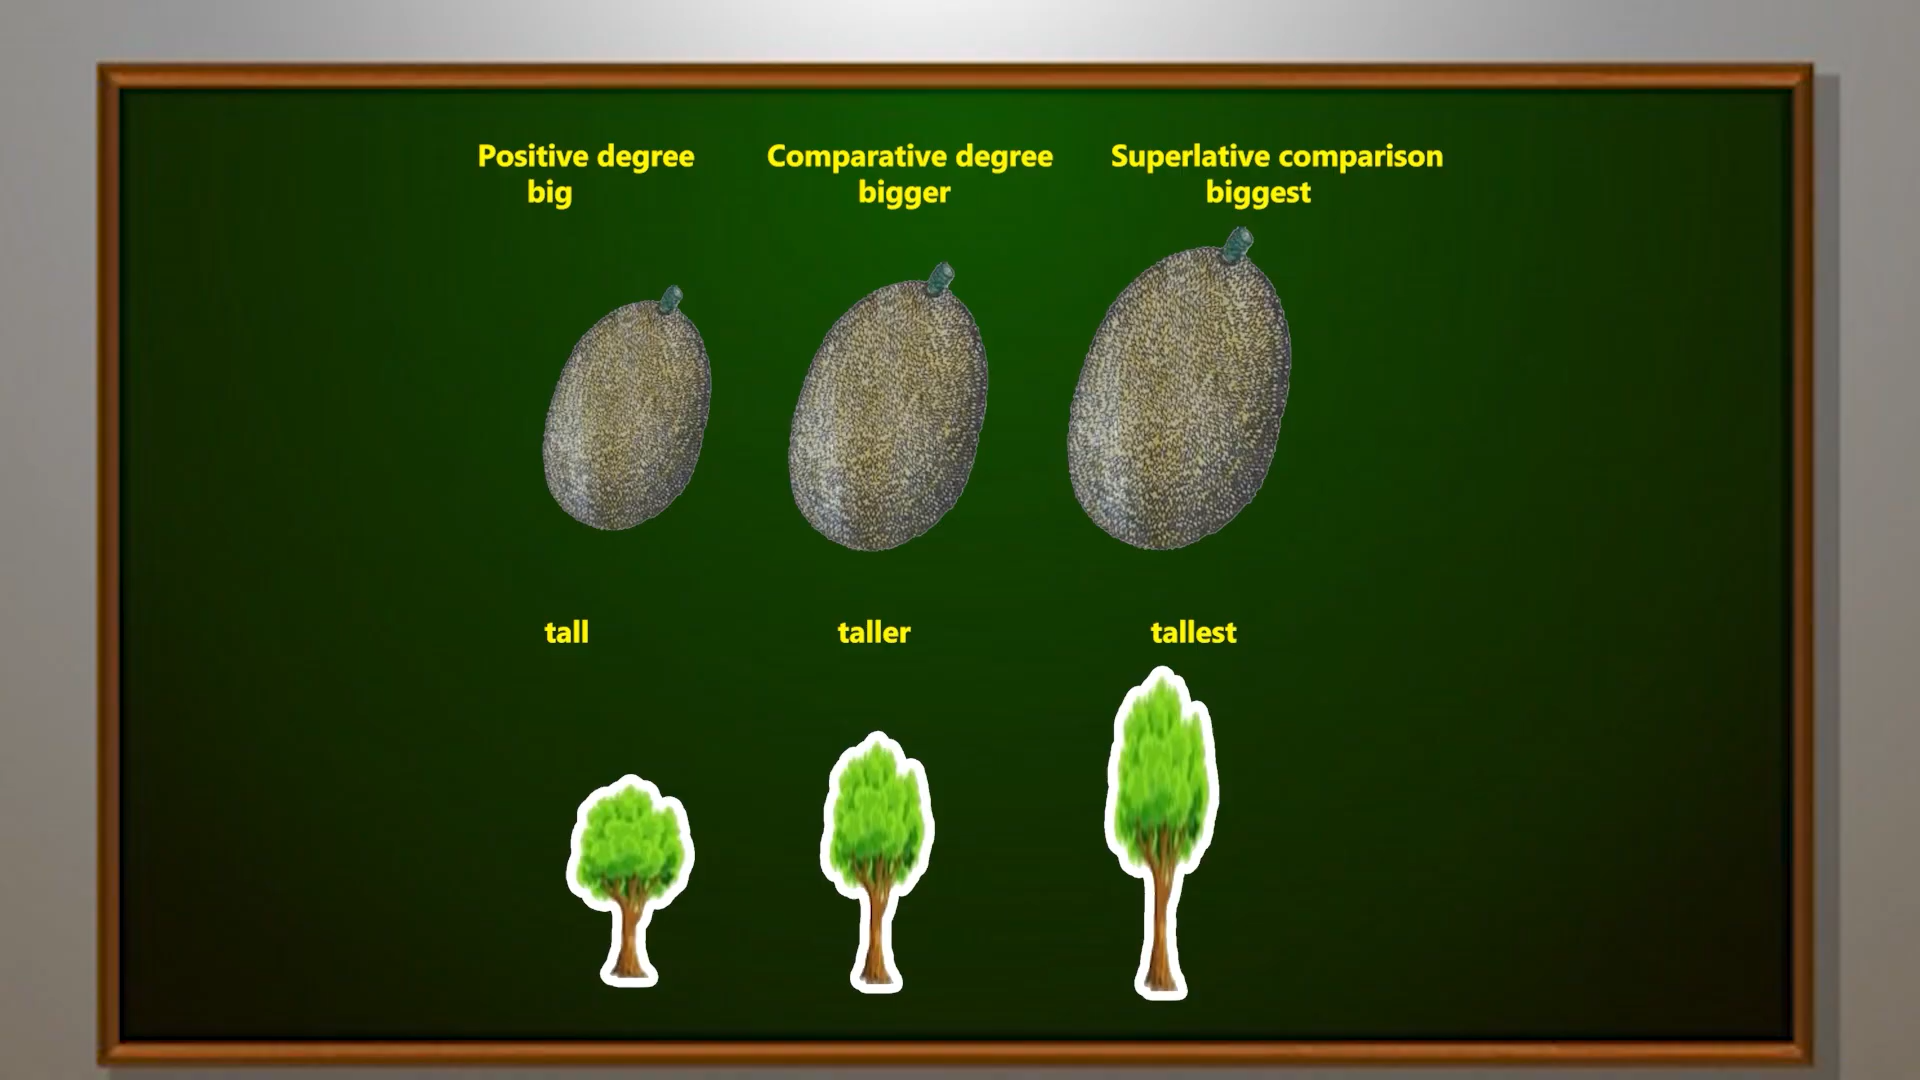 Positive degree
big
Comparative degree
bigger
Superlative comparison
biggest
tall
taller
tallest